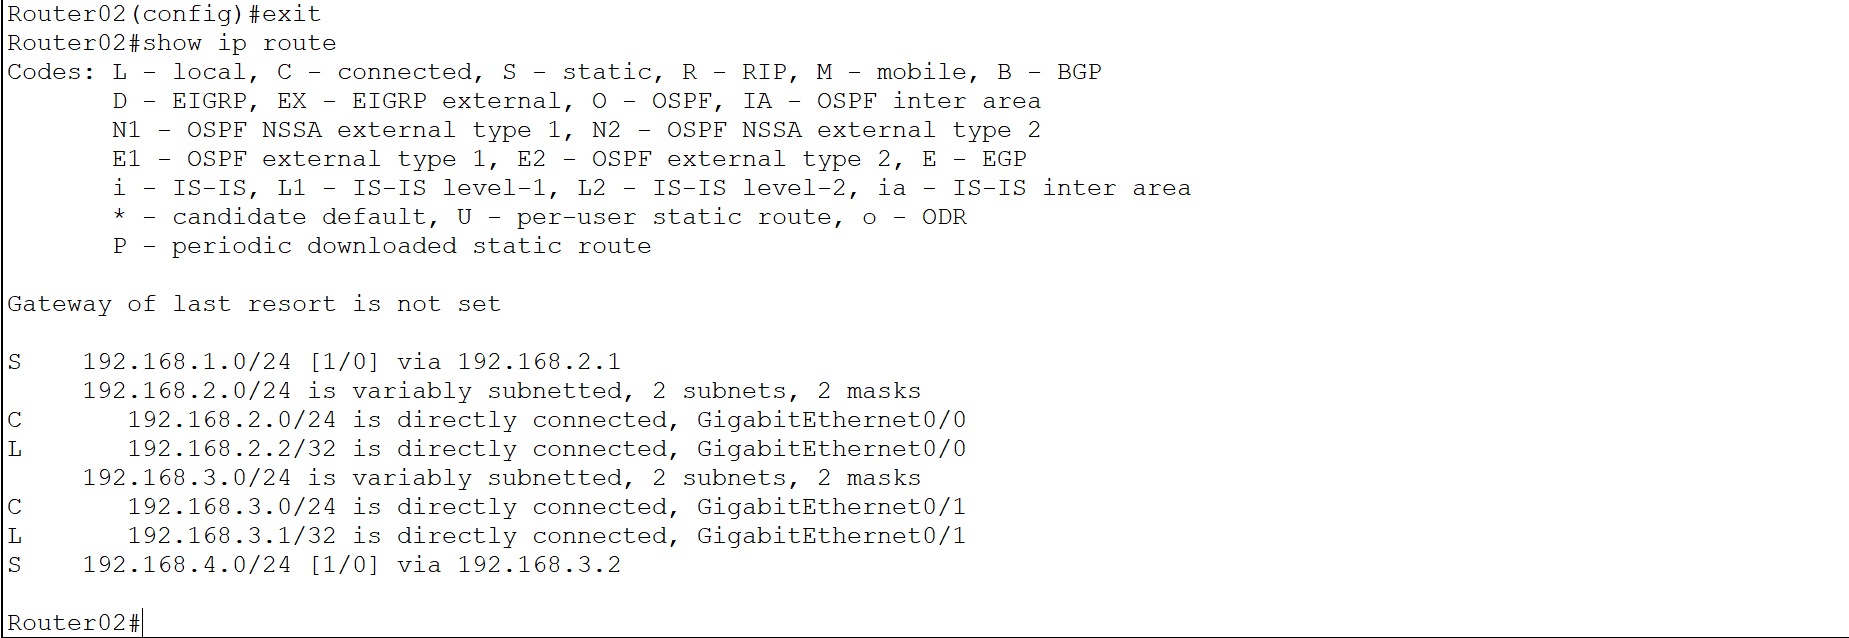 Router02(config)#exit
Router02#show ip route
Codes: L - local, C - connected, S - static, R - RIP, M - mobile, B - BGP
       D - EIGRP, EX - EIGRP external, O - OSPF, IA - OSPF inter area
       N1 - OSPF NSSA external type 1, N2 - OSPF NSSA external type 2
       E1 - OSPF external type 1, E2 - OSPF external type 2, E - EGP
       i - IS-IS, L1 - IS-IS level-1, L2 - IS-IS level-2, ia - IS-IS inter area
       * - candidate default, U - per-user static route, o - ODR
       P - periodic downloaded static route

Gateway of last resort is not set

S    192.168.1.0/24 [1/0] via 192.168.2.1
     192.168.2.0/24 is variably subnetted, 2 subnets, 2 masks
C       192.168.2.0/24 is directly connected, GigabitEthernet0/0
L       192.168.2.2/32 is directly connected, GigabitEthernet0/0
     192.168.3.0/24 is variably subnetted, 2 subnets, 2 masks
C       192.168.3.0/24 is directly connected, GigabitEthernet0/1
L       192.168.3.1/32 is directly connected, GigabitEthernet0/1
S    192.168.4.0/24 [1/0] via 192.168.3.2

Router02#